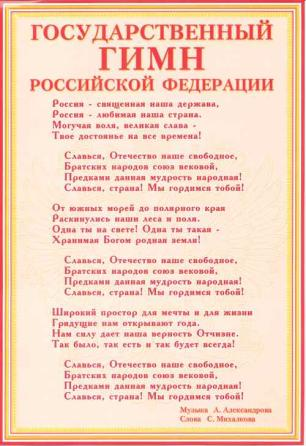 ГОСУДАРСТВЕННЫЙ
ГИМН
РОССИЙСКОЙ ФЕДЕРАЦИИ
Россия - священная наша держава,
Россия - любимая наша страна.
Могучая воля, великая слава -
Твое достоянье на все времена!
Славься, Отечество наше свободное,
Братских народов союз вековой,
Предками данная мудрость народная!
Славься, страна! Мы гордимся тобой!
От южных морей до полярного края
Раскинулись наши леса и поля.
Одна ты на свете! Одна ты такая -
Хранимая Богом родная земля!
Славься, Отечество наше свободное,
Братских народов союз вековой,
Предками данная мудрость народная!
Славься, страна! Мы гордимся тобой!
Широкий простор для мечты и для жизни
Грядущие нам открывают года.
Нам силу дает наша верность Отчизне.
Так было, так есть и так будет всегда!
Славься, Отечество наше свободное,
Братских народов союз вековой,
Предками данная мудрость народная!
Славься, страна! Мы гордимся тобой!
Музыка А. Александрова
Слова С. Михалкова